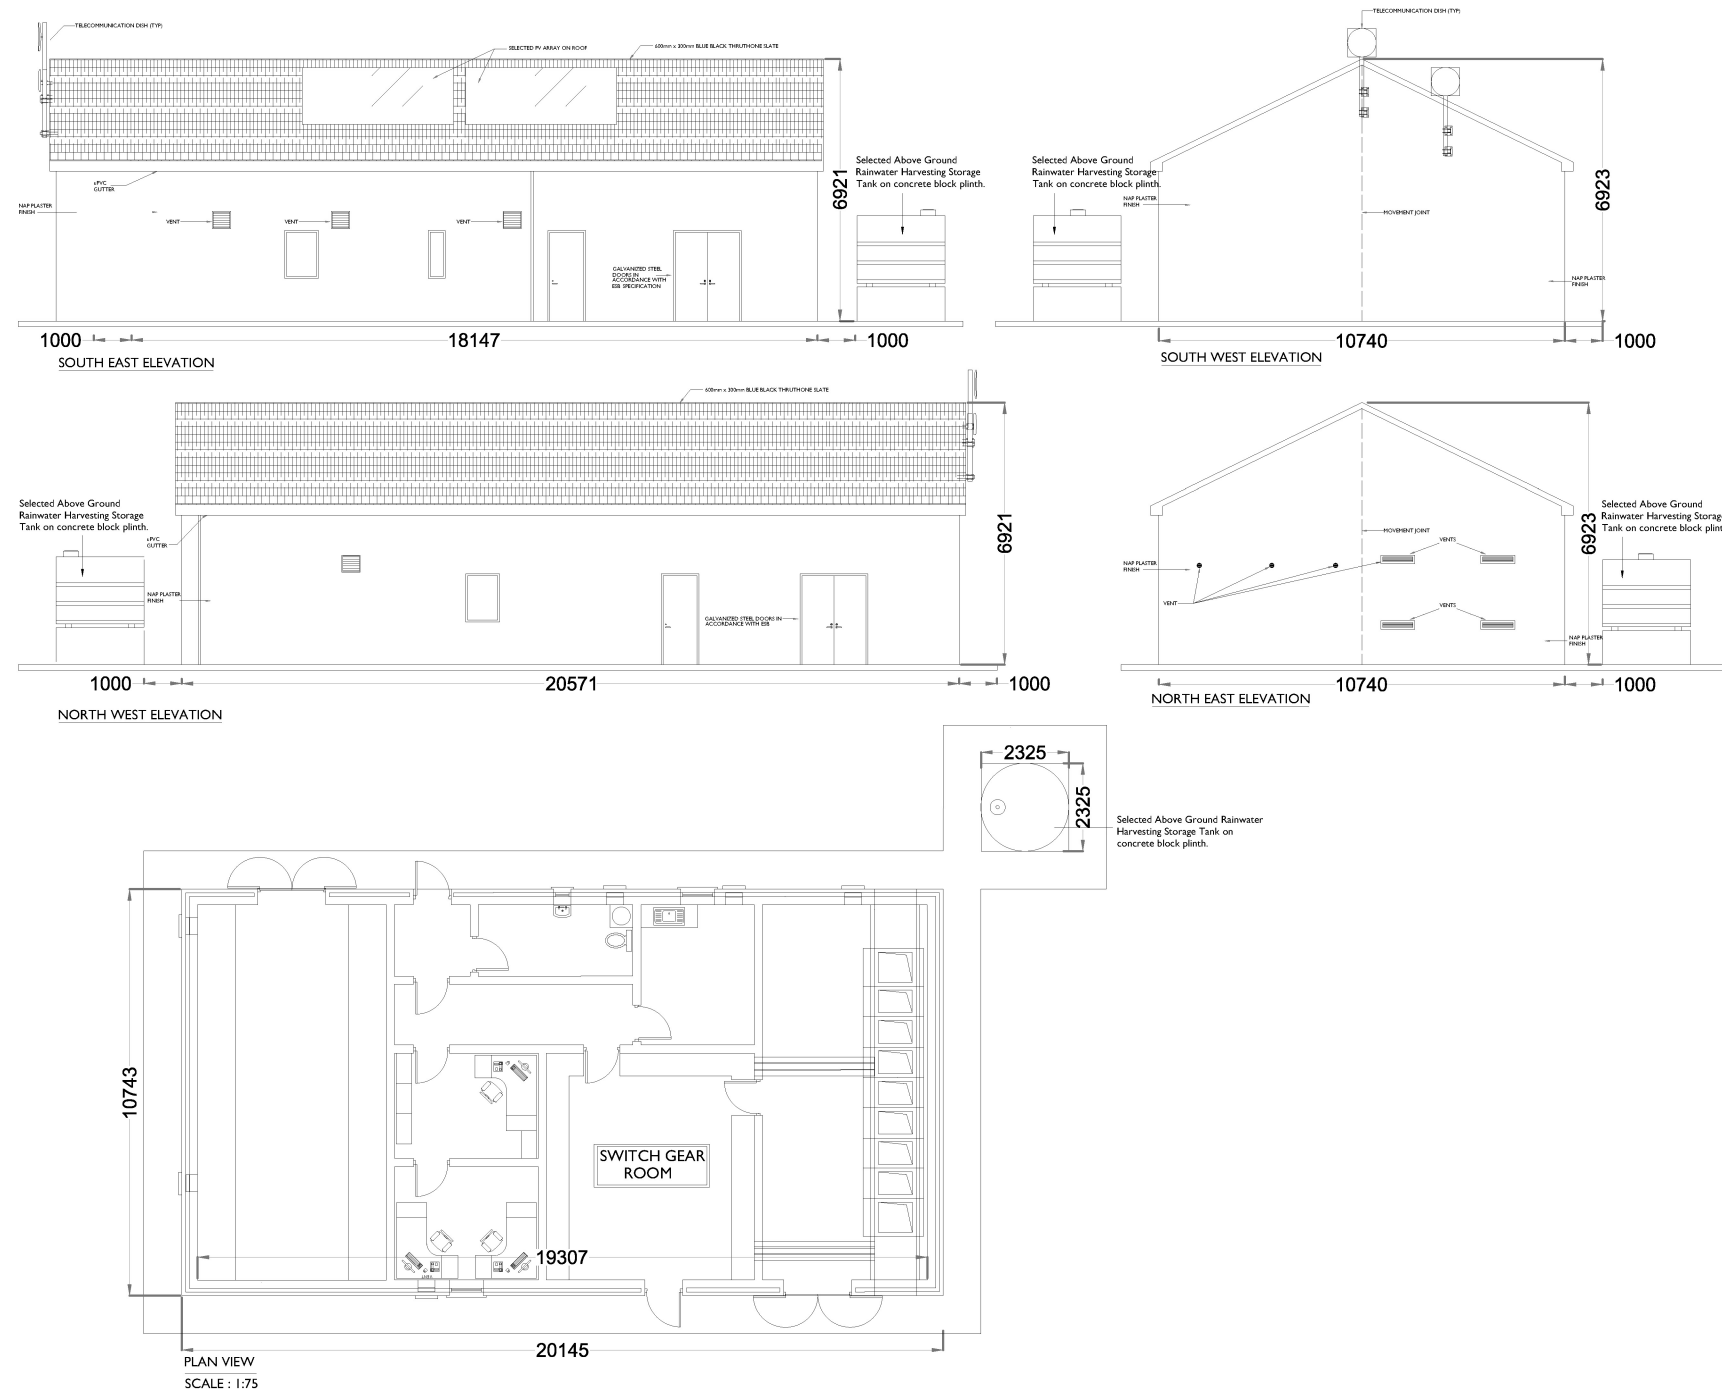 TELECOMMUNICATION DISH (TYP)
SELECTED PV ARRAY ON ROOF
600mm x 300mm BLUE BLACK THRUTHONE SLATE
uPVC
GUTTER
NAP PLASTER
FINISH
VENT
VENT
VENT
GALVANIZED STEEL
DOORS IN
ACCORDANCE WITH
ESB SPECIFICATION
6921
Selected Above Ground
Rainwater Harvesting Storage
Tank on concrete block plinth.
1000
18147
1000
SOUTH EAST ELEVATION
TELECOMMUNICATION DISH (TYP)
Selected Above Ground
Rainwater Harvesting Storage
Tank on concrete block plinth.
NAP PLASTER
FINISH
MOVEMENT JOINT
6923
NAP PLASTER
FINISH
10740
1000
SOUTH WEST ELEVATION
600mm x 300mm BLUE BLACK THRUTHONE SLATE
Selected Above Ground
Rainwater Harvesting Storage
Tank on concrete block plinth.
uPVC
GUTTER
NAP PLASTER
FINISH
GALVANIZED STEEL DOORS IN
ACCORDANCE WITH ESB
6921
1000
20571
1000
NORTH WEST ELEVATION
MOVEMENT JOINT
VENTS
NAP PLASTER
FINISH
VENT
VENTS
NAP PLASTER
FINISH
6923
Selected Above Ground
Rainwater Harvesting Storag
Tank on concrete block plint
10740
1000
NORTH EAST ELEVATION
2325
2325
Selected Above Ground Rainwater
Harvesting Storage Tank on
concrete block plinth.
10743
SWITCH GEAR
ROOM
19307
VENT
20145
PLAN VIEW
SCALE : 1:75